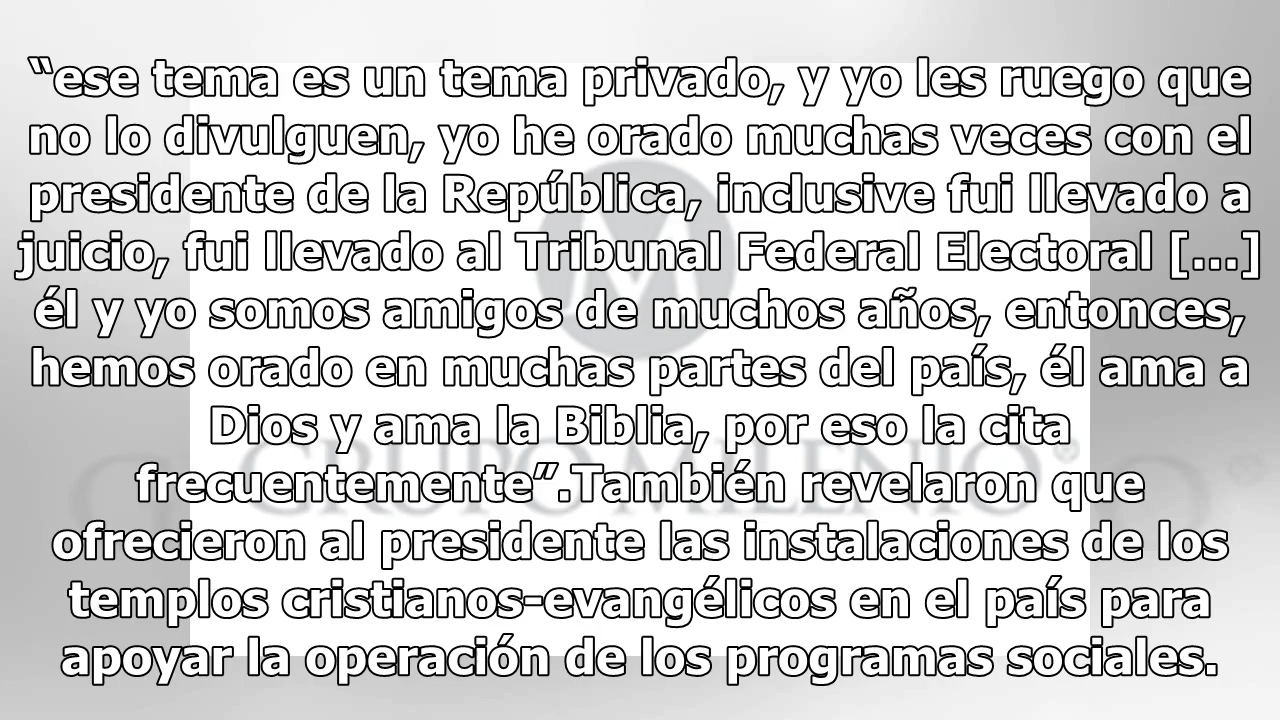 “ese tema es un tema privado, y yo les ruego que
no lo divulguen, yo he orado muchas veces con el
presidente de la República, inclusive fui llevado a
juicio, fui llevado al Tribunal Federal Electoral [...]
él y yo somos amigos de muchos años, entonces,
hemos orado en muchas partes del país, él ama a
Dios y ama la Biblia, por eso la cita
frecuentemente”.También revelaron que
ofrecieron al presidente las instalaciones de los
templos cristianos-evangélicos en el país para
apoyar la operación de los programas sociales.
M
GRUPO MILENIO®